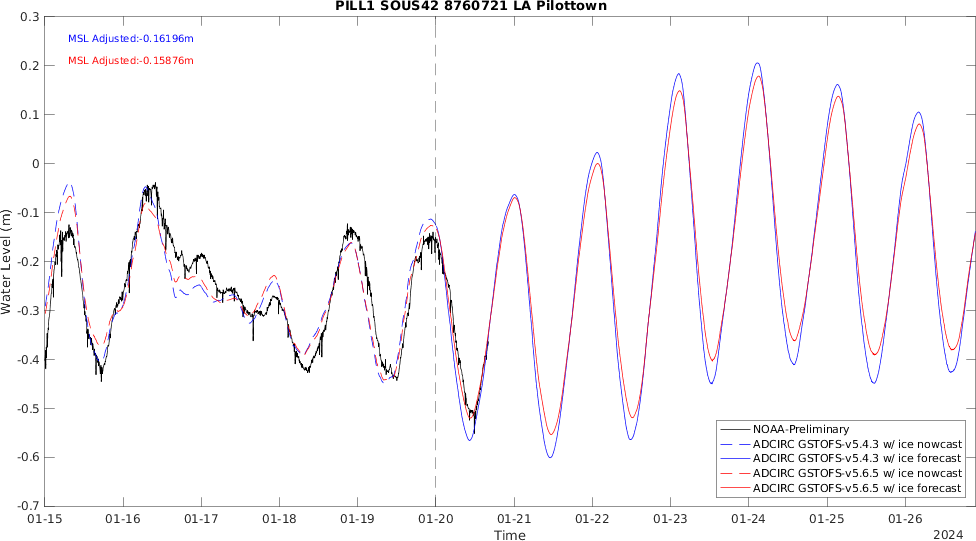 PILL1 SOUS42 8760721 LA Pilottown
MSL Adjusted:-0.16196m
MSL Adjusted:-0.15876m
Water Level (m)
0.3
0.2
0.1
0
-0.1
-0.2
-0.3
-0.4
-0.5
-0.6
-0.7
NOAA-Preliminary
ADCIRC GSTOFS-v5.4.3 w/ ice nowcast
ADCIRC GSTOFS-v5.4.3 w/ ice forecast
ADCIRC GSTOFS-v5.6.5 w/ ice nowcast
ADCIRC GSTOFS-v5.6.5 w/ ice forecast
01-15 01-16 01-17 01-18 01-19 01-20 01-21 01-22 01-23 01-24 01-25 01-26
Time
2024